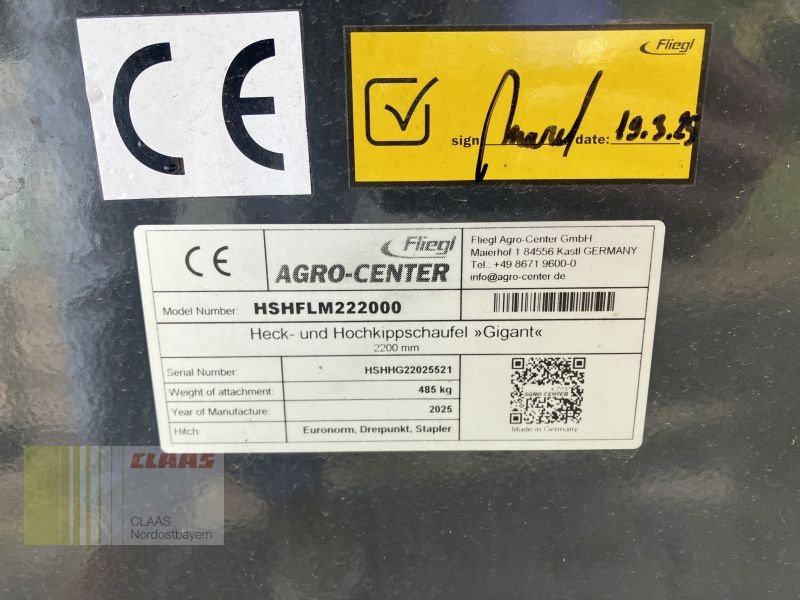 CE
Fliegl
sign. date: 19.3.25
CE
Fliegl
AGRO-CENTER
Fliegl Agro-Center GmbH
Maierhof 1 84556 Kastl GERMANY
Tel.: +49 8671 9600-0
info@agro-center.de
Model Number: HSHFLM222000
Heck- und Hochkippschaufel »Gigant«
2200 mm
Serial Number: HSHHG22025521
Weight of attachment: 485 kg
Year of Manufacture: 2025
Hitch: Euronorm, Dreipunkt, Stapler
AGRO-CENTER
Made in Germany
CLAAS
CLAAS
Nordostbayern